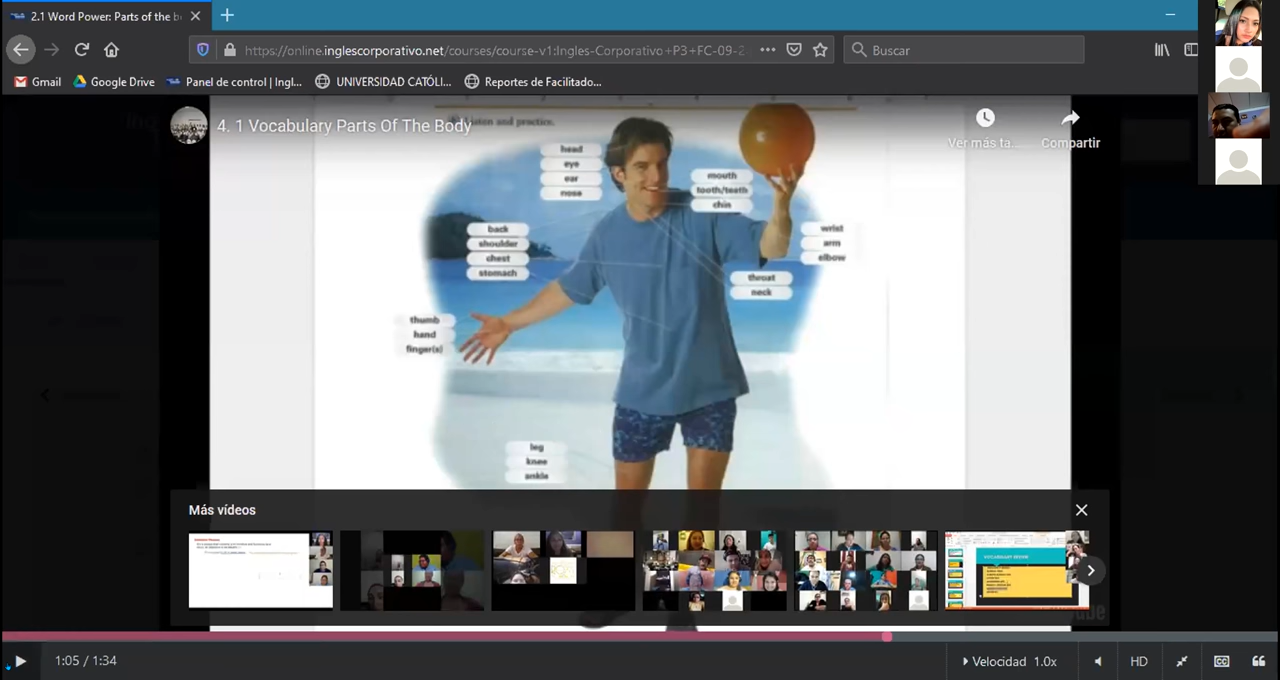 2.1 Word Power: Parts of the b
https://online.inglescorporativo.net/courses/course-v1:Ingles-Corporativo+P3+FC-09-2
Buscar
Gmail
Google Drive
Panel de control | Ingl...
UNIVERSIDAD CATÓLI...
Reportes de Facilitado...
4. 1 Vocabulary Parts Of The Body
Listen and practice.
Ver más ta...
Compartir
head
eye
ear
nose
mouth
tooth/teeth
chin
back
shoulder
chest
stomach
wrist
arm
elbow
throat
neck
thumb
hand
finger(s)
leg
knee
ankle
Más vídeos
1:05 / 1:34
Velocidad 1.0x
HD
CC